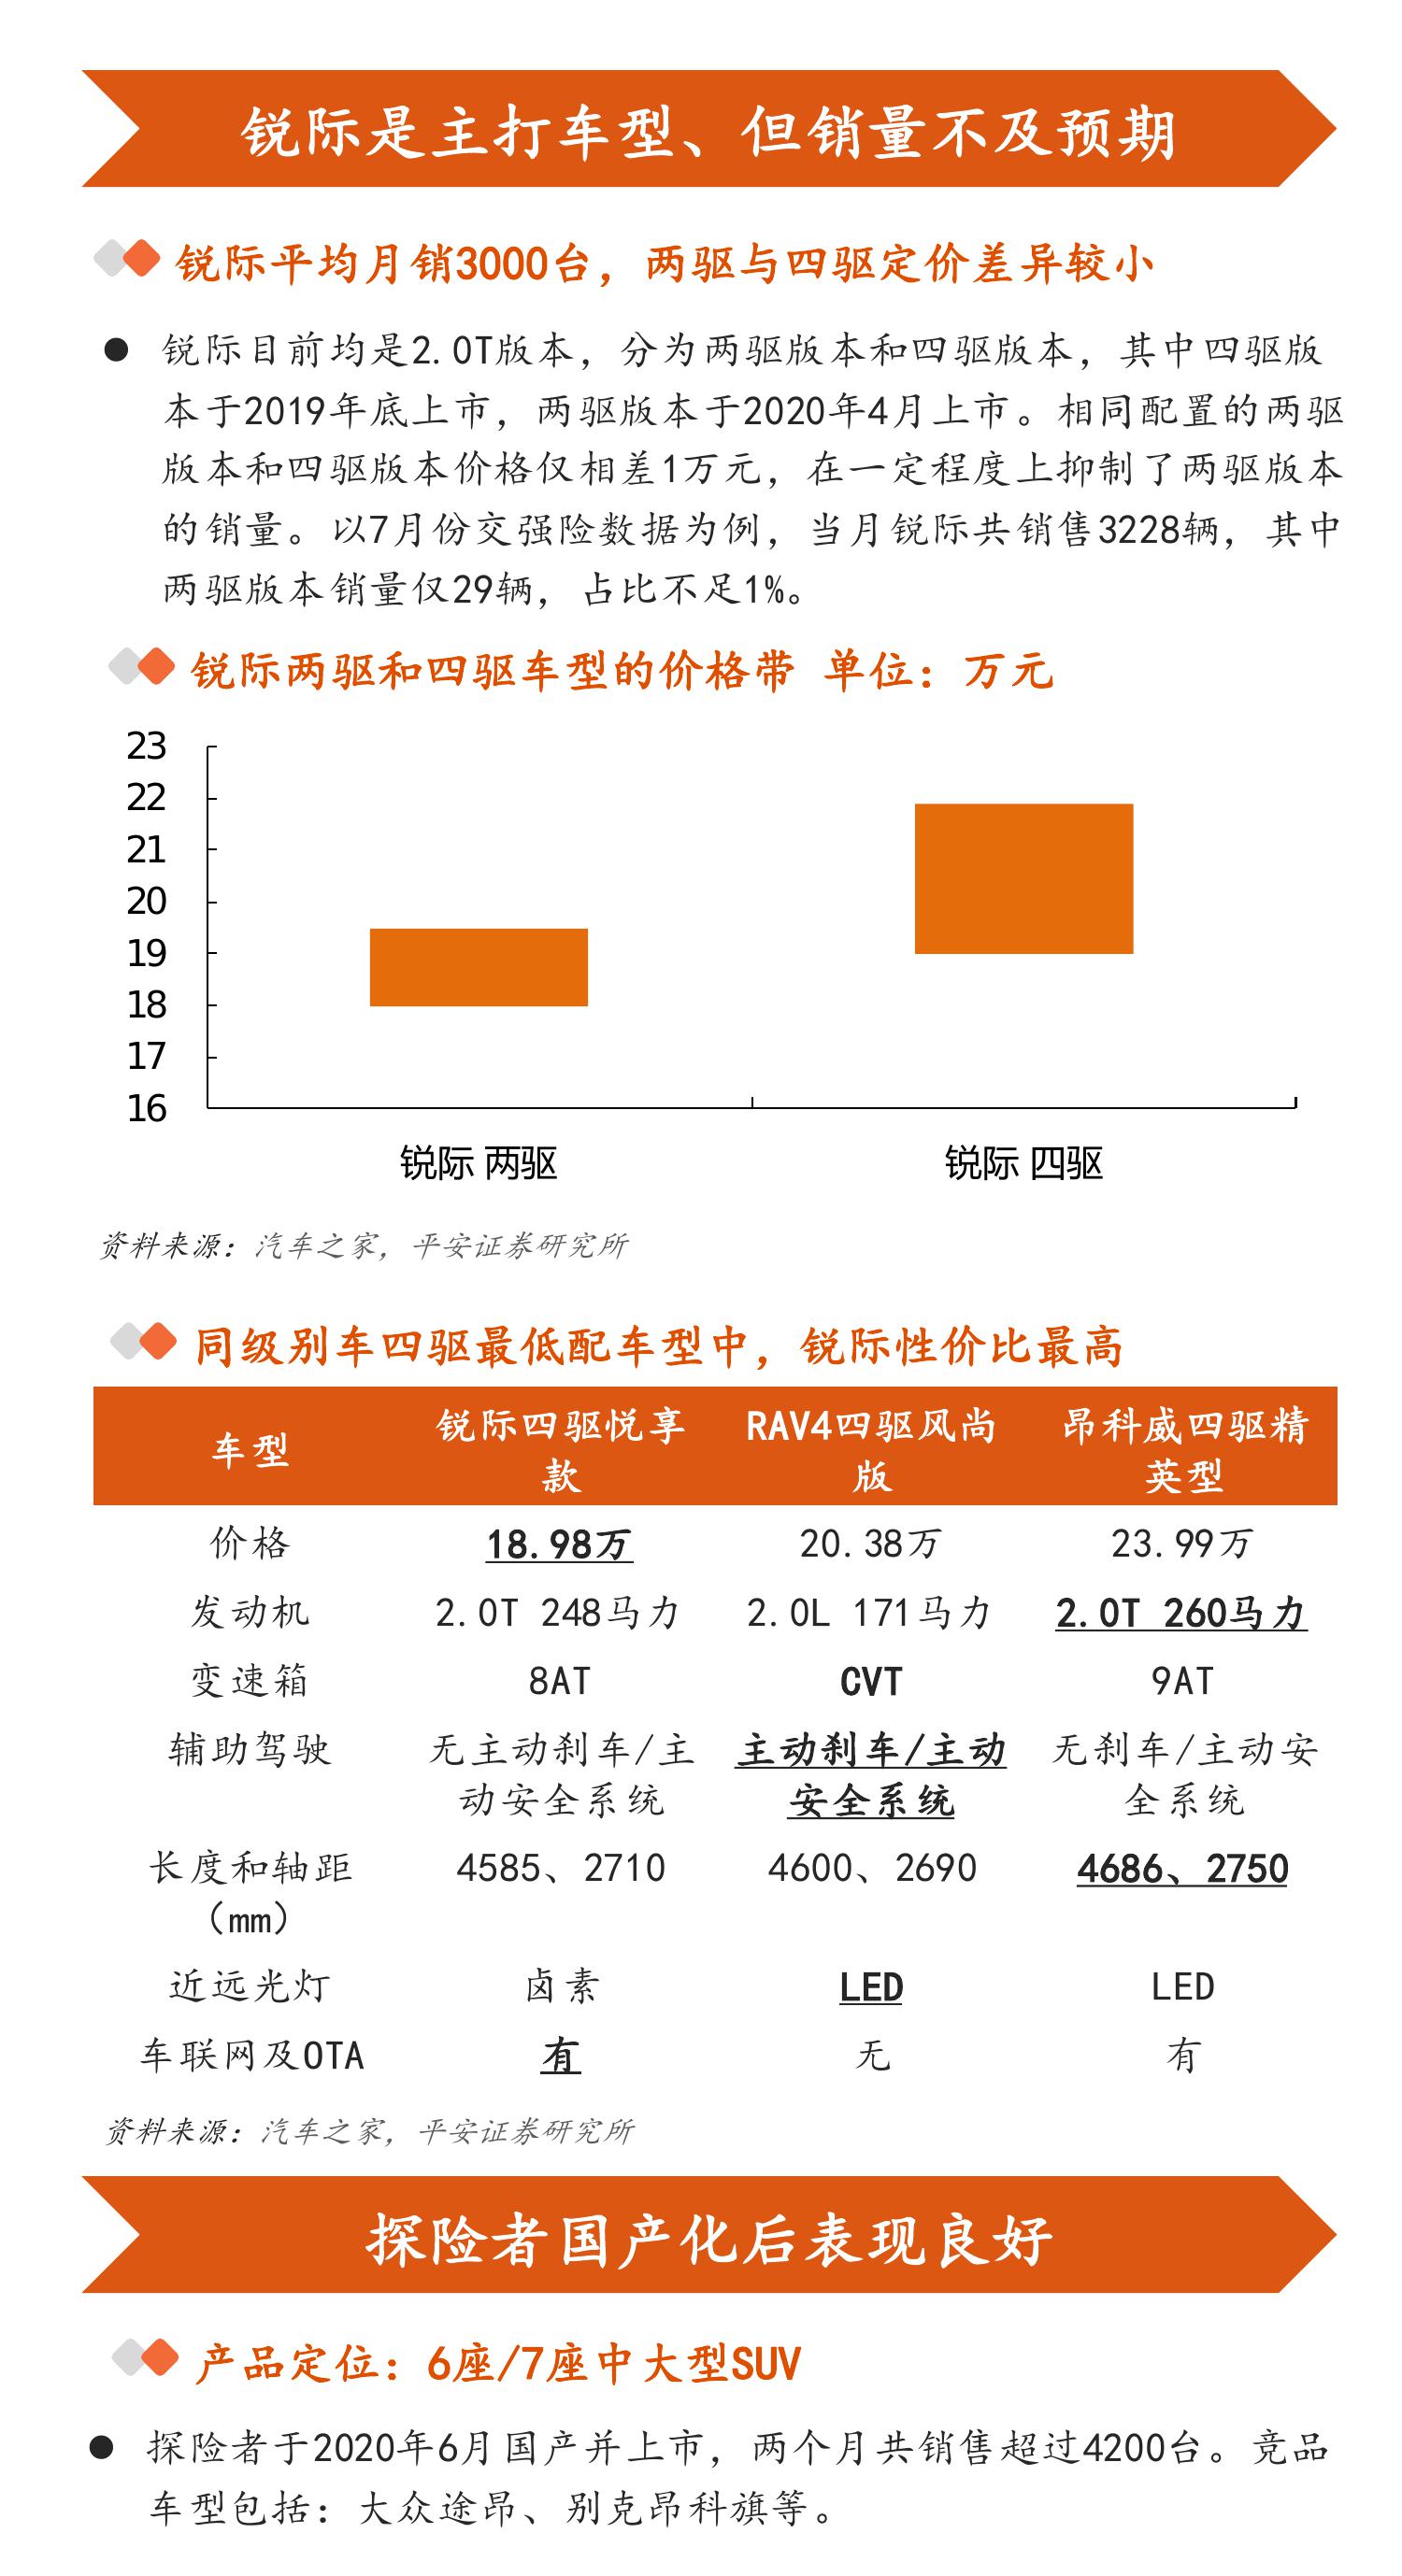 锐际是主打车型、但销量不及预期
锐际平均月销3000台，两驱与四驱定价差异较小
● 锐际目前均是2.0T版本，分为两驱版本和四驱版本，其中四驱版
本于2019年底上市，两驱版本于2020年4月上市。相同配置的两驱
版本和四驱版本价格仅相差1万元，在一定程度上抑制了两驱版本
的销量。以7月份交强险数据为例，当月锐际共销售3228辆，其中
两驱版本销量仅29辆，占比不足1%。
锐际两驱和四驱车型的价格带 单位：万元
23
22
21
20
19
18
17
16
锐际 两驱 锐际 四驱
资料来源：汽车之家，平安证券研究所
同级别车四驱最低配车型中，锐际性价比最高
车型 锐际四驱悦享款 RAV4四驱风尚版 昂科威四驱精英型
价格 18.98万 20.38万 23.99万
发动机 2.0T 248马力 2.0L 171马力 2.0T 260马力
变速箱 8AT CVT 9AT
辅助驾驶 无主动刹车/主动安全系统 主动刹车/主动安全系统 无刹车/主动安全系统
长度和轴距（mm） 4585、2710 4600、2690 4686、2750
近远光灯 卤素 LED LED
车联网及OTA 有 无 有
资料来源：汽车之家，平安证券研究所
探险者国产化后表现良好
产品定位：6座/7座中大型SUV
● 探险者于2020年6月国产并上市，两个月共销售超过4200台。竞品
车型包括：大众途昂、别克昂科旗等。